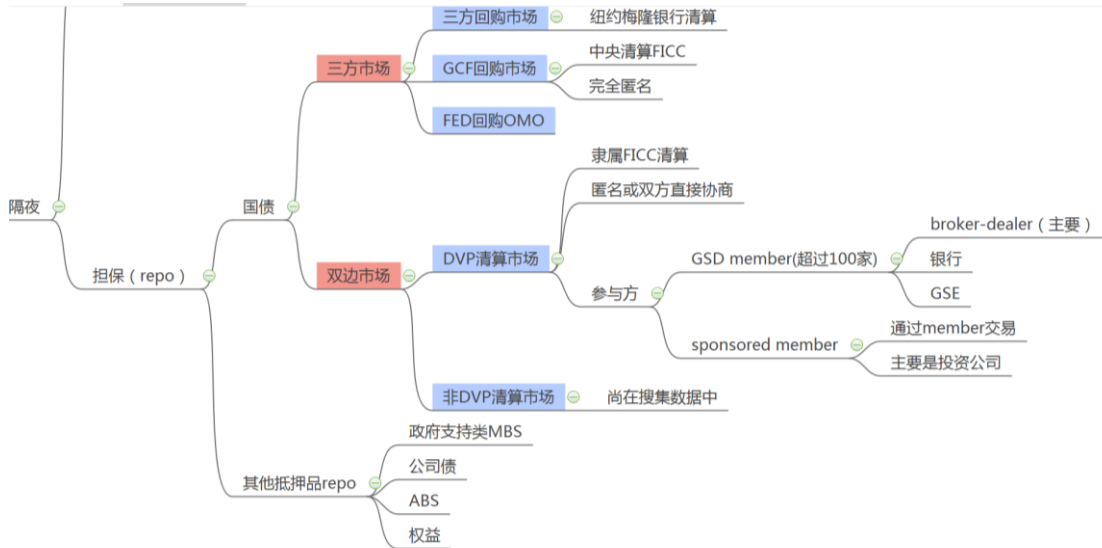 三方回购市场 纽约梅隆银行清算
中央清算FICC
三方市场 GCF回购市场
完全匿名
FED回购OMO
隶属FICC清算
匿名或双方直接协商
隔夜 国债
broker-dealer（主要）
DVP清算市场 GSD member(超过100家) 银行
担保（repo） 双边市场
参与方 GSE
通过member交易
sponsored member
主要是投资公司
非DVP清算市场 尚在搜集数据中
政府支持类MBS
公司债
其他抵押品repo
ABS
权益